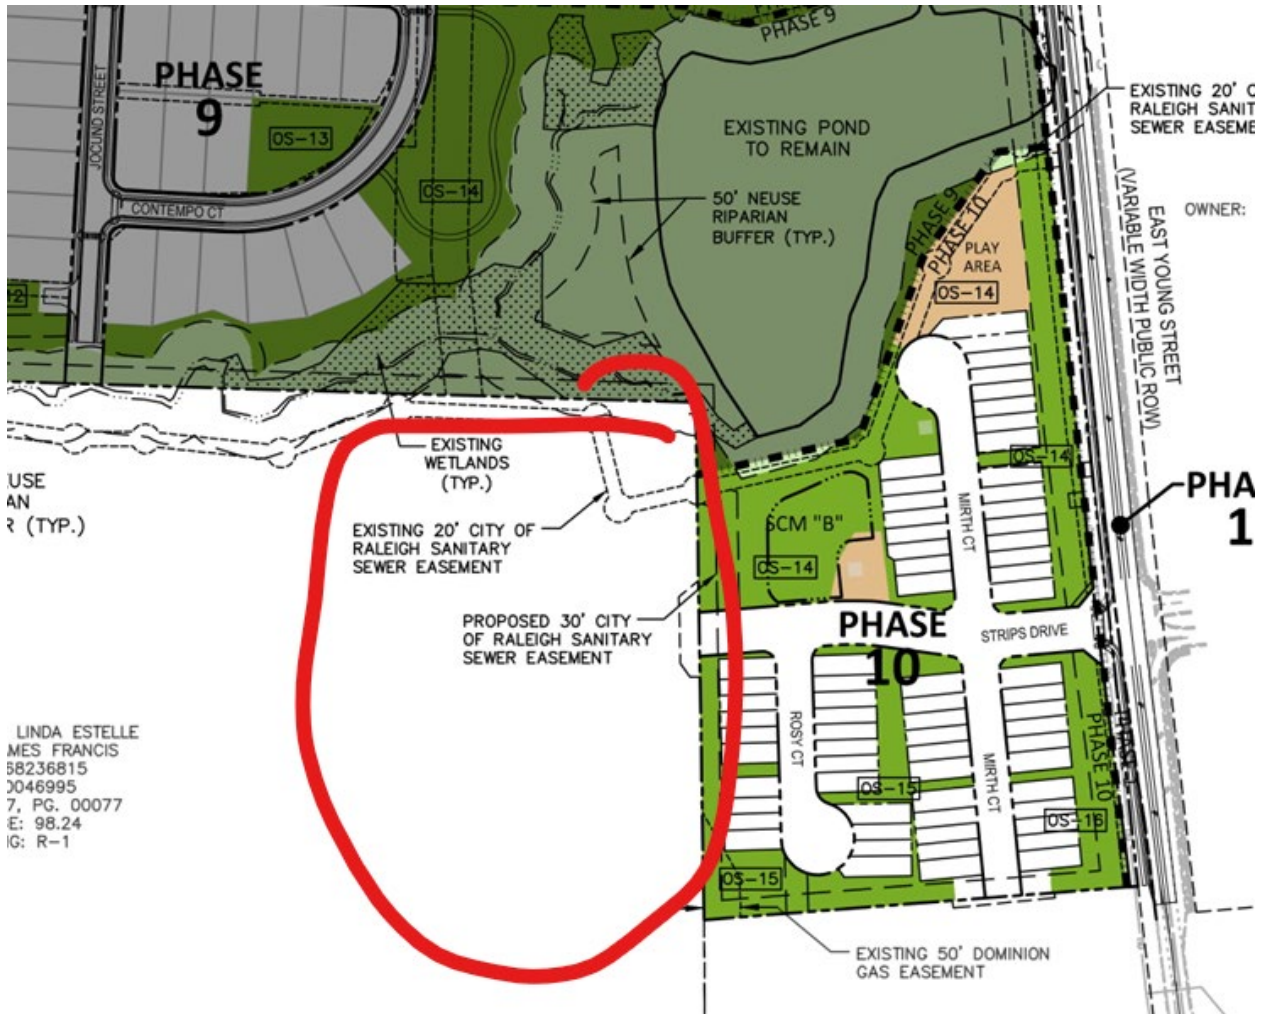 PHASE 9
PHASE
9
JOCUND STREET
OS-13
CONTEMPO CT
OS-14
EXISTING POND
TO REMAIN
50' NEUSE
RIPARIAN
BUFFER (TYP.)
EXISTING 20' C
RALEIGH SANIT
SEWER EASEME
(VARIABLE WIDTH PUBLIC ROW)
EAST YOUNG STREET
OWNER:
PHASE 9
PHASE 10
PLAY
AREA
OS-14
12
EXISTING
WETLANDS
(TYP.)
EUSE
AN
R (TYP.)
EXISTING 20' CITY OF
RALEIGH SANITARY
SEWER EASEMENT
PROPOSED 30' CITY
OF RALEIGH SANITARY
SEWER EASEMENT
OS-14
SCM "B"
OS-14
MIRTH CT
PHA
1
PHASE
10
STRIPS DRIVE
ROSY CT
MIRTH CT
PHASE 10
OS-15
OS-16
OS-15
LINDA ESTELLE
AMES FRANCIS
68236815
0046995
7, PG. 00077
E: 98.24
G: R-1
EXISTING 50' DOMINION
GAS EASEMENT